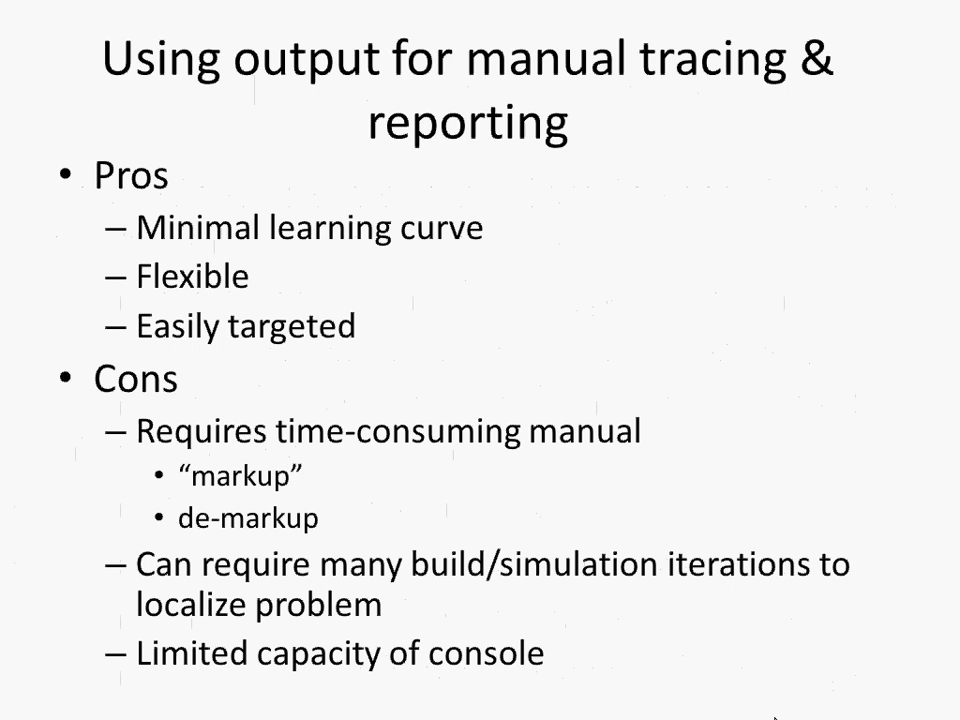 Using output for manual tracing &
reporting
• Pros
– Minimal learning curve
– Flexible
– Easily targeted
• Cons
– Requires time-consuming manual
• “markup”
• de-markup
– Can require many build/simulation iterations to
localize problem
– Limited capacity of console